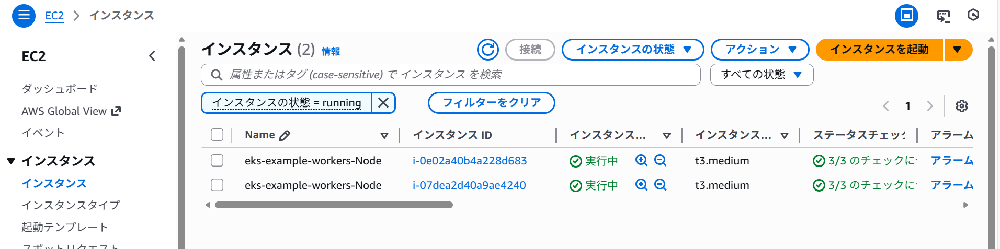 EC2 > インスタンス
EC2
ダッシュボード
AWS Global View
イベント
インスタンス
インスタンス
インスタンスタイプ
起動テンプレート
スポットリクエスト
インスタンス (2) 情報
接続 インスタンスの状態 アクション インスタンスを起動
属性またはタグ (case-sensitive) で インスタンス を検索
すべての状態
インスタンスの状態 = running
フィルターをクリア
1
Name インスタンス ID インスタンス... インスタンス... ステータスチェック アラーム
eks-example-workers-Node i-0e02a40b4a228d683 実行中 t3.medium 3/3 のチェックに アラーム
eks-example-workers-Node i-07dea2d40a9ae4240 実行中 t3.medium 3/3 のチェックに アラーム